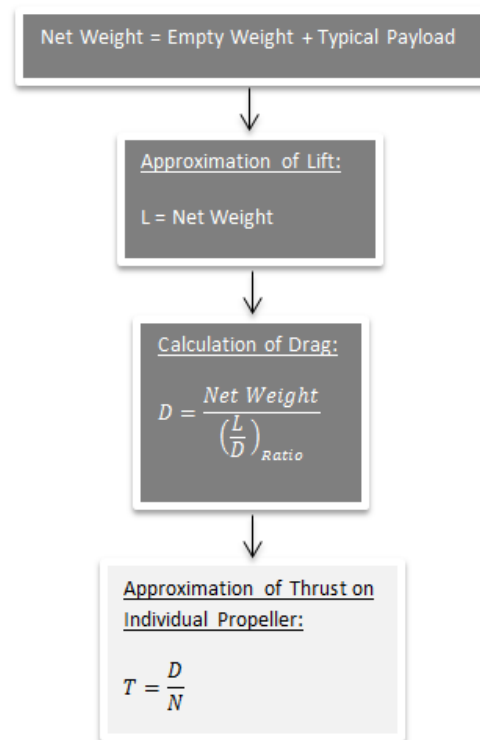 Net Weight = Empty Weight + Typical Payload
Approximation of Lift:
L = Net Weight
Calculation of Drag:
D = Net Weight / (L/D)Ratio
Approximation of Thrust on
Individual Propeller:
T = D/N